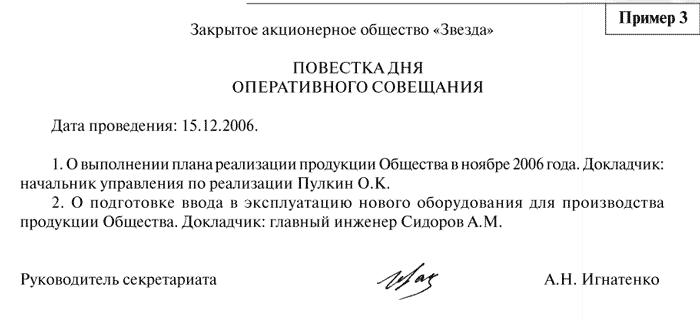 Пример 3
Закрытое акционерное общество «Звезда»
ПОВЕСТКА ДНЯ
ОПЕРАТИВНОГО СОВЕЩАНИЯ
Дата проведения: 15.12.2006.
1. О выполнении плана реализации продукции Общества в ноябре 2006 года. Докладчик:
начальник управления по реализации Пулкин О.К.
2. О подготовке ввода в эксплуатацию нового оборудования для производства
продукции Общества. Докладчик: главный инженер Сидоров А.М.
Руководитель секретариата А.Н. Игнатенко